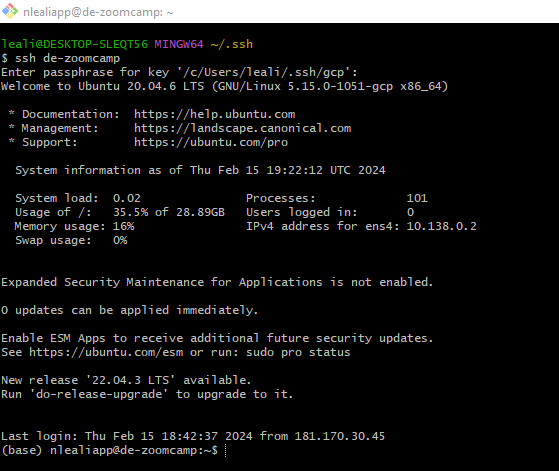 nlealiapp@de-zoomcamp: ~
leali@DESKTOP-SLEQT56 MINGW64 ~/.ssh
$ ssh de-zoomcamp
Enter passphrase for key '/c/Users/leali/.ssh/gcp':
Welcome to Ubuntu 20.04.6 LTS (GNU/Linux 5.15.0-1051-gcp x86_64)
* Documentation:  https://help.ubuntu.com
* Management:     https://landscape.canonical.com
* Support:        https://ubuntu.com/pro
System information as of Thu Feb 15 19:22:12 UTC 2024
System load:  0.02               Processes:             101
Usage of /:   35.5% of 28.89GB   Users logged in:       0
Memory usage: 16%                IPv4 address for ens4: 10.138.0.2
Swap usage:   0%
Expanded Security Maintenance for Applications is not enabled.
0 updates can be applied immediately.
Enable ESM Apps to receive additional future security updates.
See https://ubuntu.com/esm or run: sudo pro status
New release '22.04.3 LTS' available.
Run 'do-release-upgrade' to upgrade to it.
Last login: Thu Feb 15 18:42:37 2024 from 181.170.30.45
(base) nlealiapp@de-zoomcamp:~$